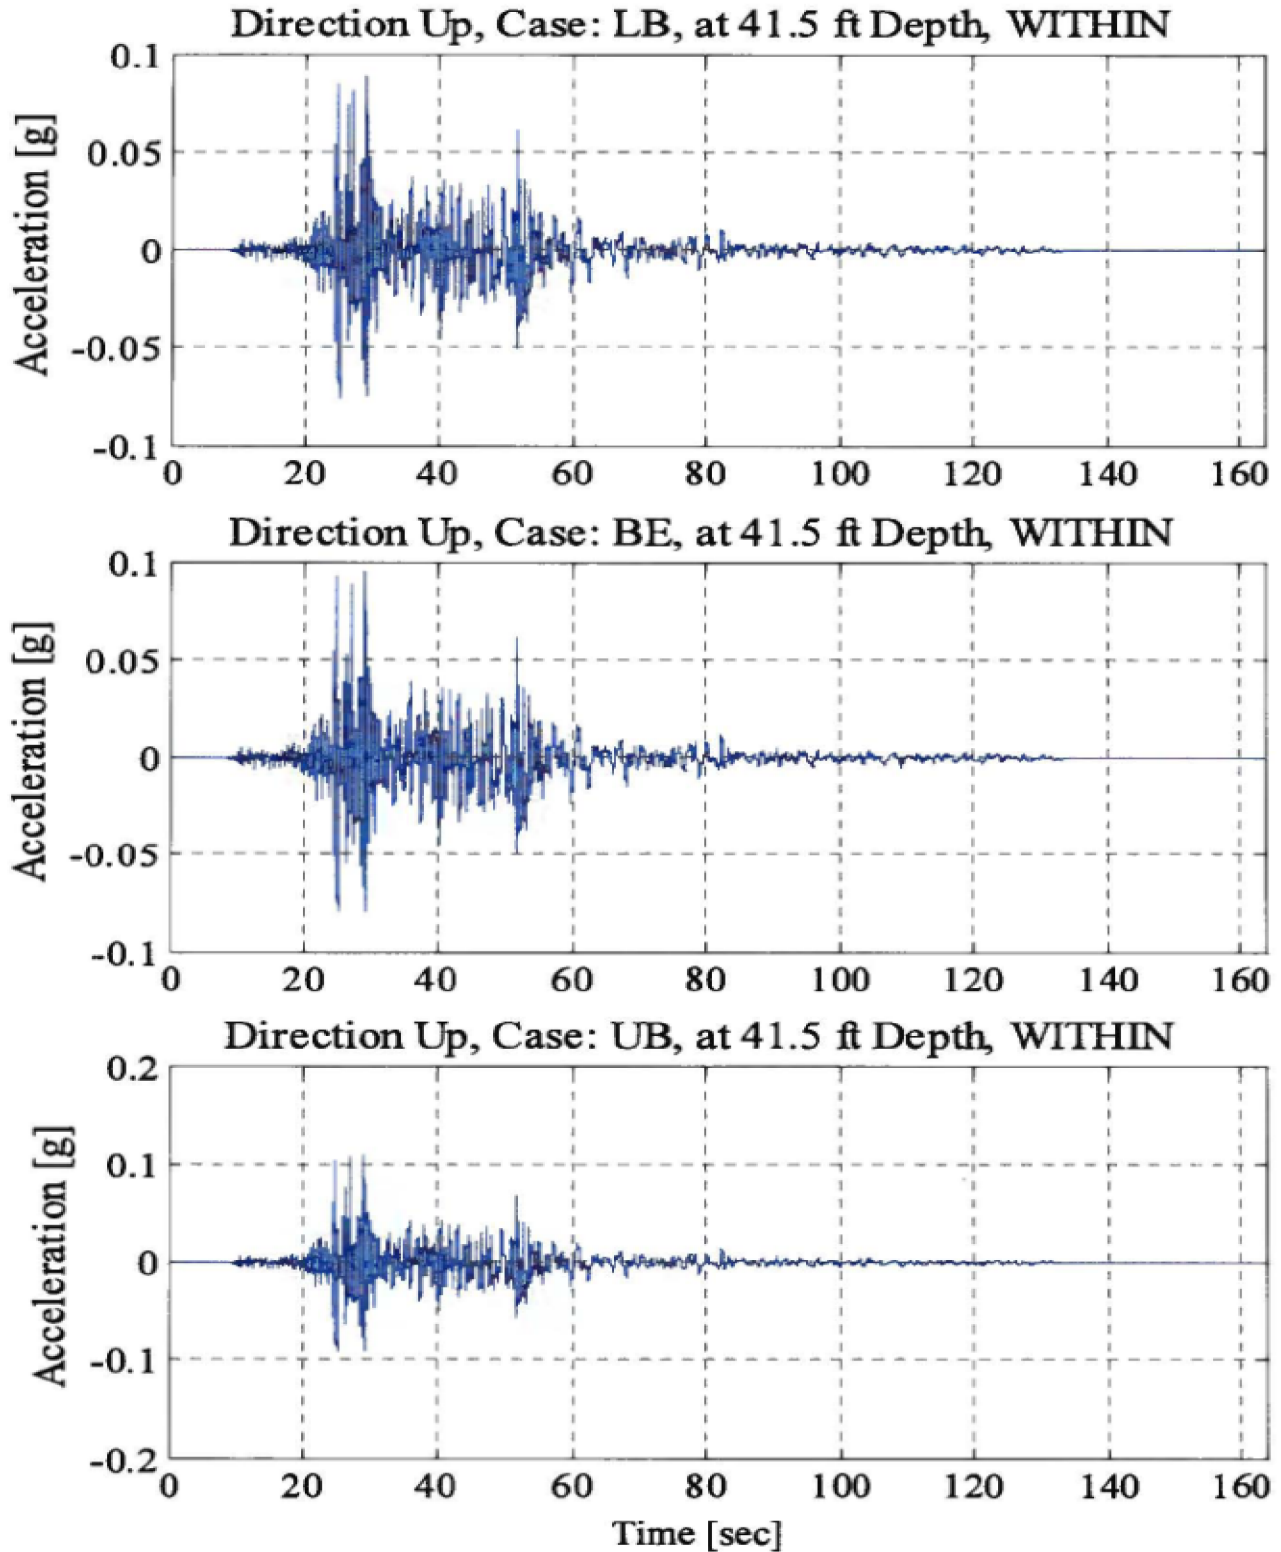 Direction Up, Case: LB, at 41.5 ft Depth, WITHIN
Acceleration [g]
0.1
0.05
0
-0.05
-0.1
0 20 40 60 80 100 120 140 160
Direction Up, Case: BE, at 41.5 ft Depth, WITHIN
Acceleration [g]
0.1
0.05
0
-0.05
-0.1
0 20 40 60 80 100 120 140 160
Direction Up, Case: UB, at 41.5 ft Depth, WITHIN
Acceleration [g]
0.2
0.1
0
-0.1
-0.2
0 20 40 60 80 100 120 140 160
Time [sec]